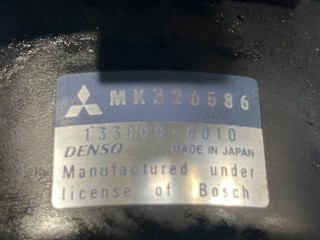 MK326586
DENSO MADE IN JAPAN
Manufactured under
license of Bosch